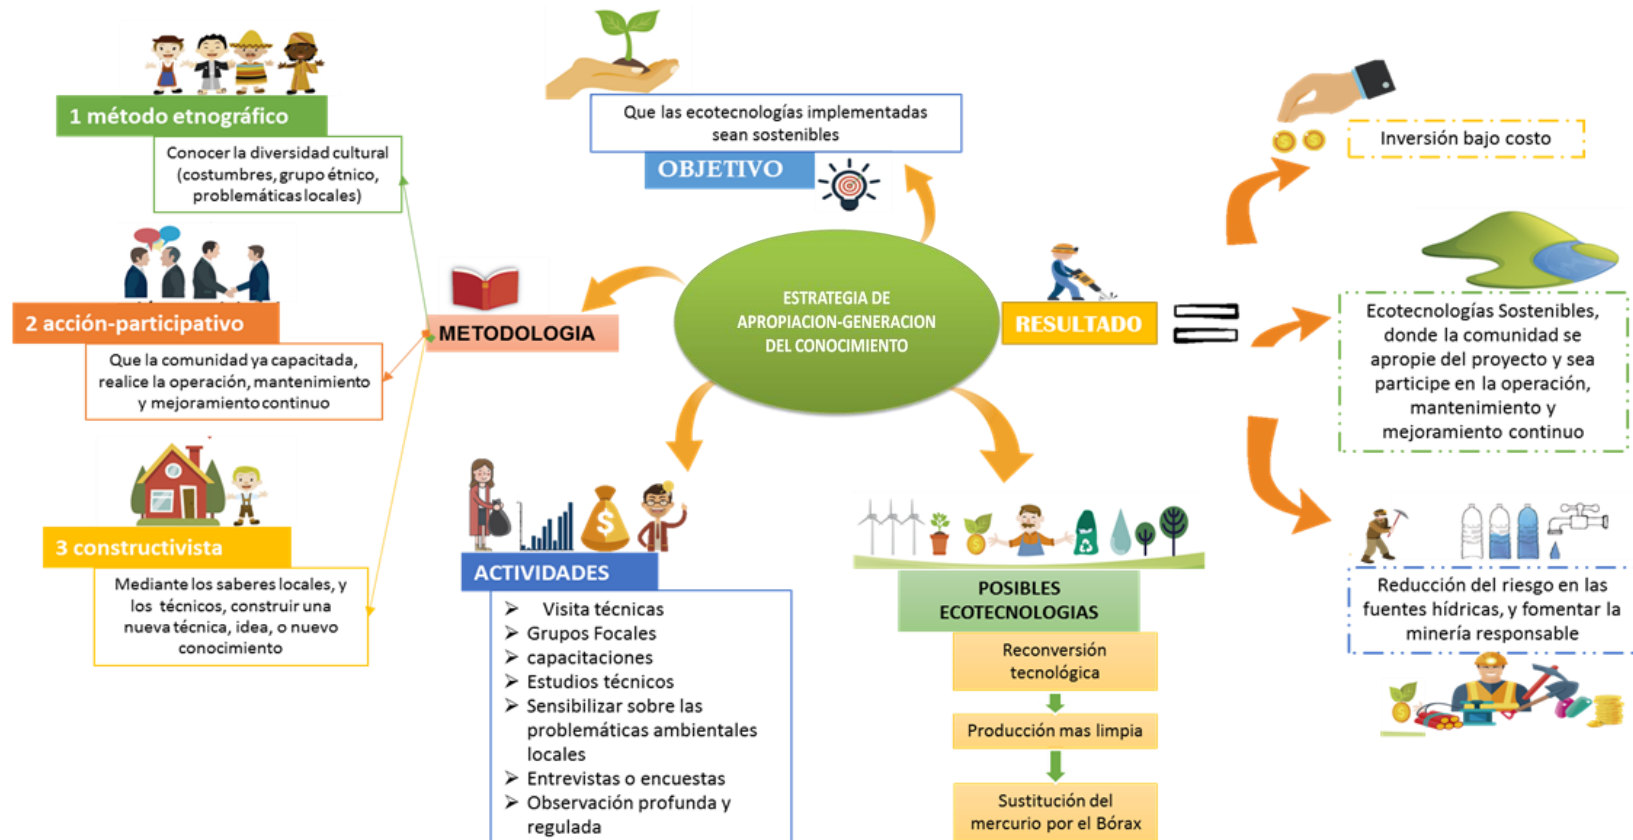 1 método etnográfico
Conocer la diversidad cultural
(costumbres, grupo étnico,
problemáticas locales)
2 acción-participativo
Que la comunidad ya capacitada,
realice la operación, mantenimiento
y mejoramiento continuo
3 constructivista
Mediante los saberes locales, y
los técnicos, construir una
nueva técnica, idea, o nuevo
conocimiento
METODOLOGIA
Que las ecotecnologías implementadas
sean sostenibles
OBJETIVO
ESTRATEGIA DE
APROPIACION-GENERACION
DEL CONOCIMIENTO
ACTIVIDADES
➢ Visita técnicas
➢ Grupos Focales
➢ capacitaciones
➢ Estudios técnicos
➢ Sensibilizar sobre las
problemáticas ambientales
locales
➢ Entrevistas o encuestas
➢ Observación profunda y
regulada
POSIBLES
ECOTECNOLOGIAS
Reconversión
tecnológica
Producción mas limpia
Sustitución del
mercurio por el Bórax
RESULTADO
Inversión bajo costo
Ecotecnologías Sostenibles,
donde la comunidad se
apropie del proyecto y sea
participe en la operación,
mantenimiento y
mejoramiento continuo
Reducción del riesgo en las
fuentes hídricas, y fomentar la
minería responsable